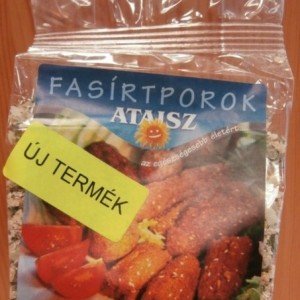 FASÍRTPOROK
ATAISZ
az egészségesebb életért...
ÚJ TERMÉK